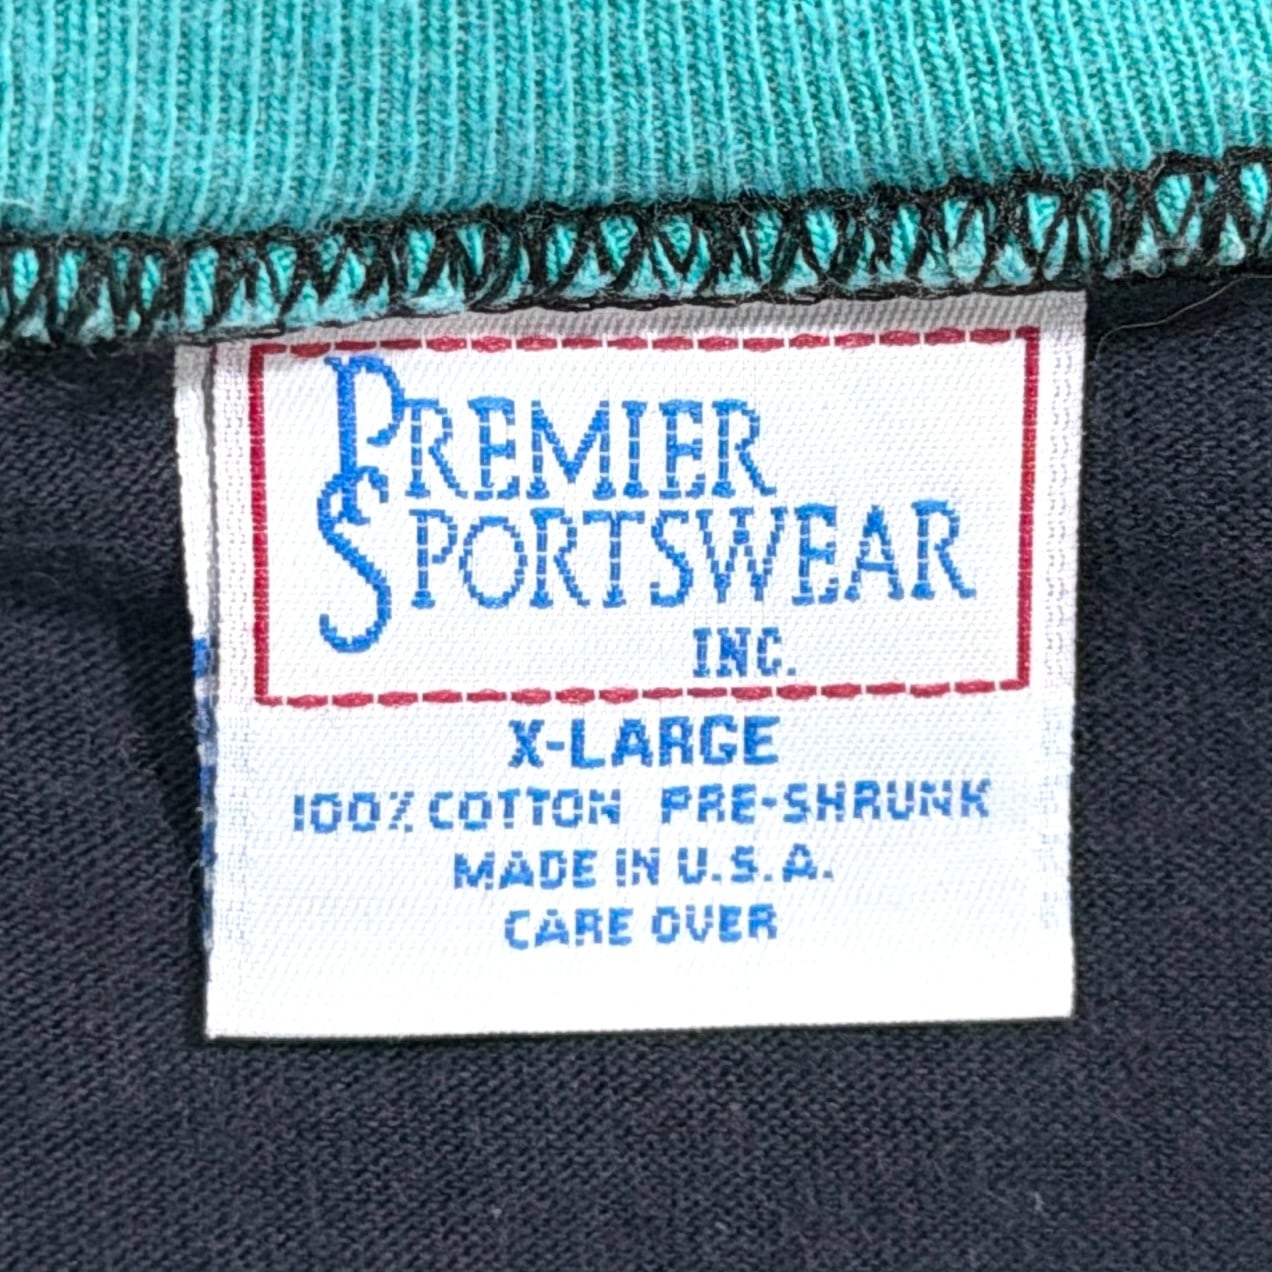 PREMIER
SPORTSWEAR
INC.
X-LARGE
100% COTTON PRE-SHRUNK
MADE IN U.S.A.
CARE OVER